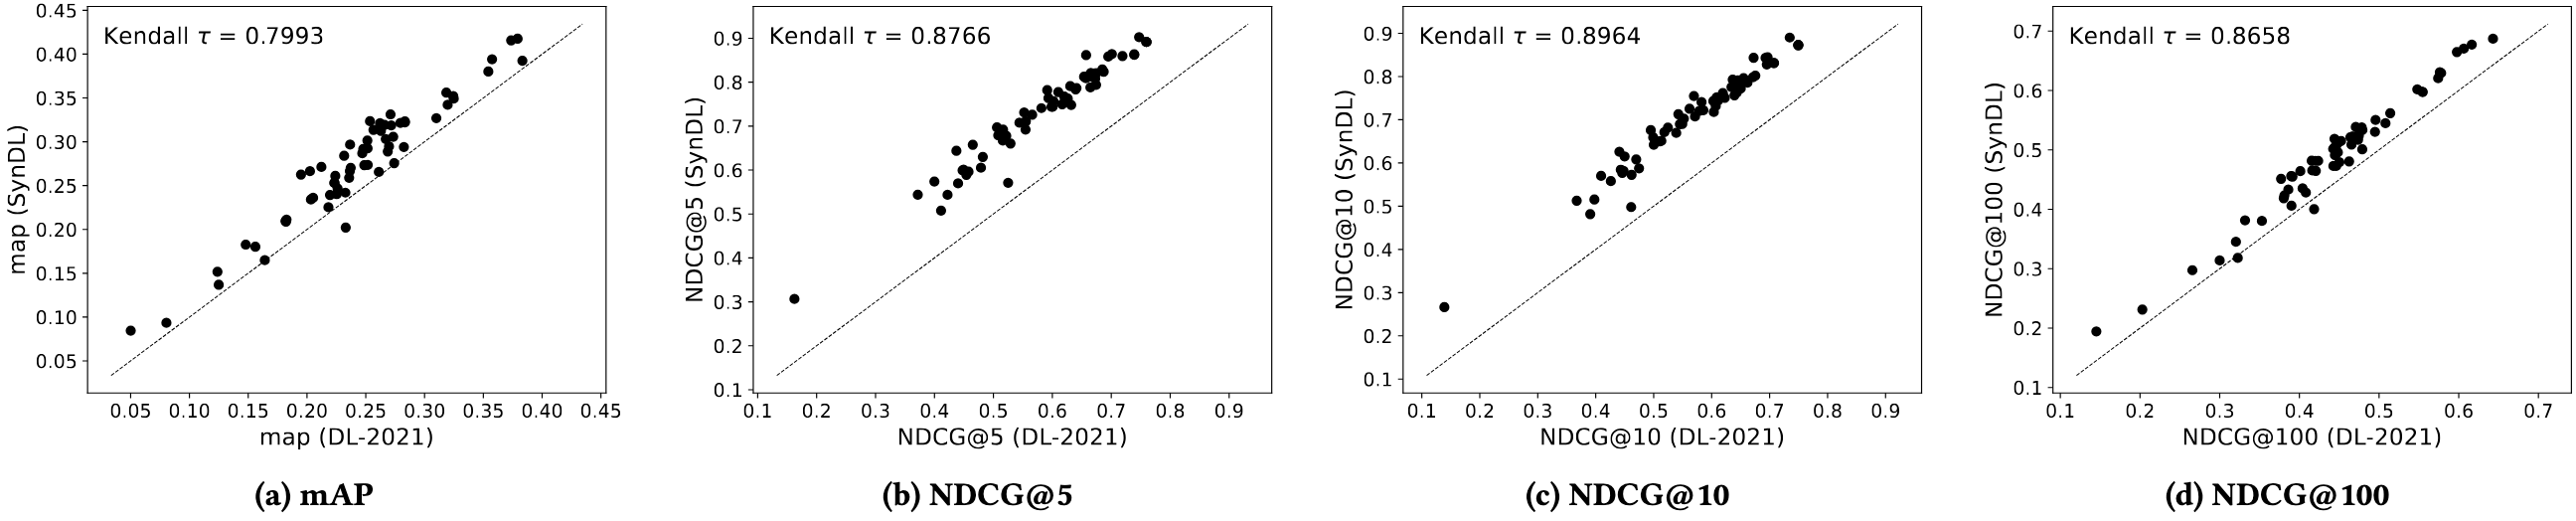 Kendall τ = 0.7993
map (SynDL)
0.45
0.40
0.35
0.30
0.25
0.20
0.15
0.10
0.05
0.05 0.10 0.15 0.20 0.25 0.30 0.35 0.40 0.45
map (DL-2021)
(a) mAP
Kendall τ = 0.8766
NDCG@5 (SynDL)
0.9
0.8
0.7
0.6
0.5
0.4
0.3
0.2
0.1
0.1 0.2 0.3 0.4 0.5 0.6 0.7 0.8 0.9
NDCG@5 (DL-2021)
(b) NDCG@5
Kendall τ = 0.8964
NDCG@10 (SynDL)
0.9
0.8
0.7
0.6
0.5
0.4
0.3
0.2
0.1
0.1 0.2 0.3 0.4 0.5 0.6 0.7 0.8 0.9
NDCG@10 (DL-2021)
(c) NDCG@10
Kendall τ = 0.8658
NDCG@100 (SynDL)
0.7
0.6
0.5
0.4
0.3
0.2
0.1
0.1 0.2 0.3 0.4 0.5 0.6 0.7
NDCG@100 (DL-2021)
(d) NDCG@100